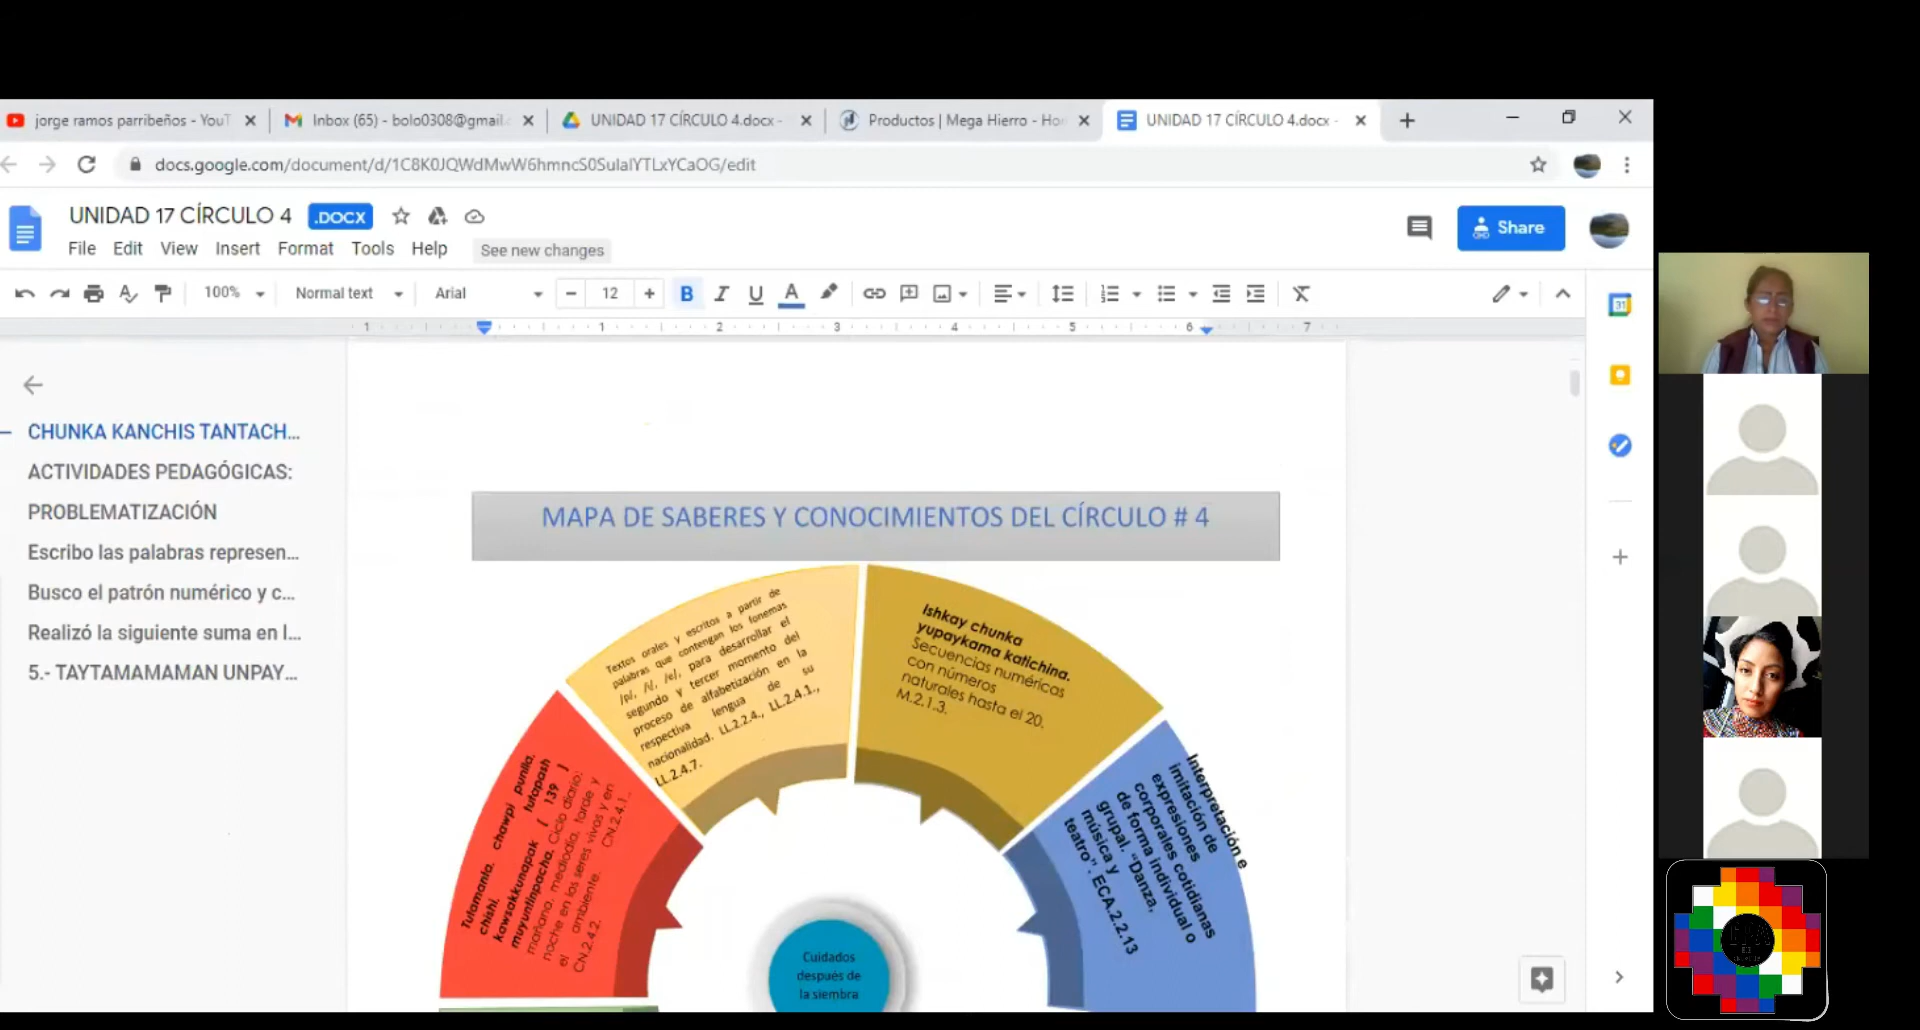 jorge ramos parribeños - YouT
Inbox (65) - bolo0308@gmail.
UNIDAD 17 CÍRCULO 4.docx -
Productos | Mega Hierro - Ho
UNIDAD 17 CÍRCULO 4.docx -
docs.google.com/document/d/1C8K0JQWdMwW6hmncS0SulalYTLxYCaOG/edit
UNIDAD 17 CÍRCULO 4
.DOCX
Share
File Edit View Insert Format Tools Help
See new changes
100% Normal text Arial 12
1 1 2 3 4 5 6 7
CHUNKA KANCHIS TANTACH...
ACTIVIDADES PEDAGÓGICAS:
PROBLEMATIZACIÓN
Escribo las palabras represen...
Busco el patrón numérico y c...
Realizó la siguiente suma en l...
5.- TAYTAMAMAMAN UNPAY...
MAPA DE SABERES Y CONOCIMIENTOS DEL CÍRCULO # 4
Tutamanta, chawpi punlla,
chishi,
tutapash
kawsakkunapak [ 139 ]
muyuntinpacha. Ciclo diario:
mañana, mediodía, tarde y
noche en los seres vivos y en
el ambiente. CN.2.4.1.,
CN.2.4.2.
Textos orales y escritos a partir de
palabras que contengan los fonemas
/p/, /l/, /e/, para desarrollar el
segundo y tercer momento del
proceso de alfabetización en la
respectiva lengua de su
nacionalidad. LL.2.2.4., LL.2.4.1.,
LL.2.4.7.
Ishkay chunka
yupaykama katichina.
Secuencias numéricas
con números
naturales hasta el 20.
M.2.1.3.
Interpretación e
imitación de
expresiones
corporales cotidianas
de forma individual o
grupal. "Danza,
música y
teatro". ECA.2.2.13
Cuidados
después de
la siembra